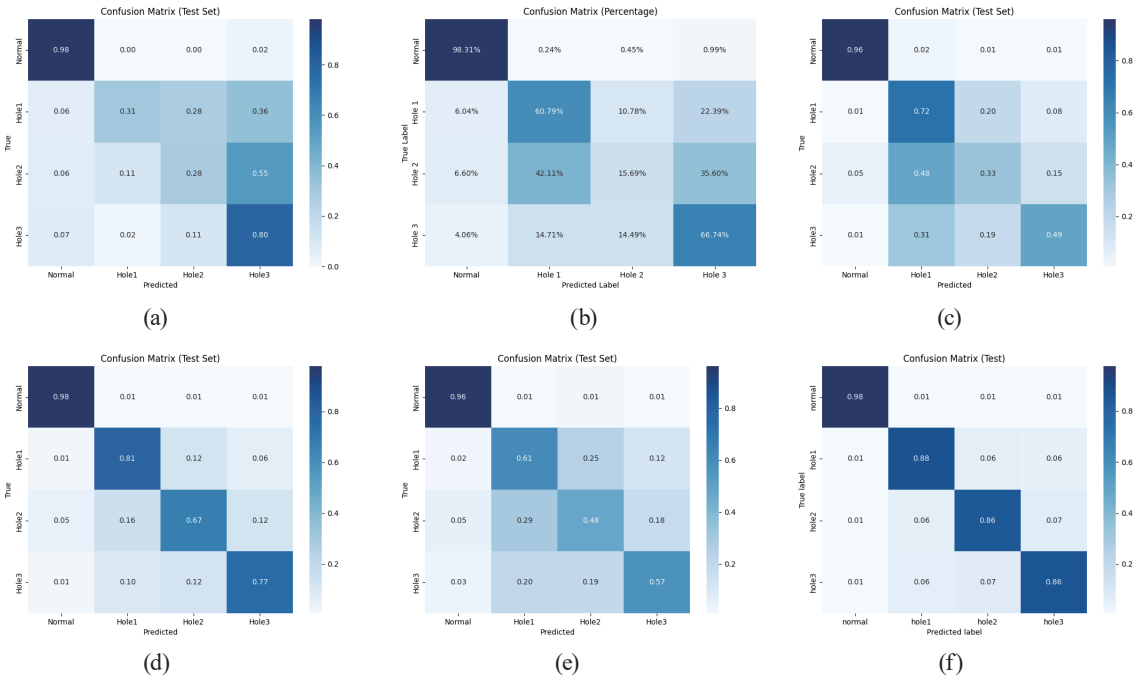 Confusion Matrix (Test Set)
Normal 0.98 0.00 0.00 0.02
Hole1 0.06 0.31 0.28 0.36
Hole2 0.06 0.11 0.28 0.55
Hole3 0.07 0.02 0.11 0.80
True
Normal Hole1 Hole2 Hole3
Predicted
0.8
0.6
0.4
0.2
0.0
(a)
Confusion Matrix (Percentage)
Normal 98.31% 0.24% 0.45% 0.99%
Hole 1 6.04% 60.79% 10.78% 22.39%
Hole 2 6.60% 42.11% 15.69% 35.60%
Hole 3 4.06% 14.71% 14.49% 66.74%
True Label
Normal Hole 1 Hole 2 Hole 3
Predicted Label
(b)
Confusion Matrix (Test Set)
Normal 0.96 0.02 0.01 0.01
Hole1 0.01 0.72 0.20 0.08
Hole2 0.05 0.48 0.33 0.15
Hole3 0.01 0.31 0.19 0.49
True
Normal Hole1 Hole2 Hole3
Predicted
0.8
0.6
0.4
0.2
(c)
Confusion Matrix (Test Set)
Normal 0.98 0.01 0.01 0.01
Hole1 0.01 0.81 0.12 0.06
Hole2 0.05 0.16 0.67 0.12
Hole3 0.01 0.10 0.12 0.77
True
Normal Hole1 Hole2 Hole3
Predicted
0.8
0.6
0.4
0.2
(d)
Confusion Matrix (Test Set)
Normal 0.96 0.01 0.01 0.01
Hole1 0.02 0.61 0.25 0.12
Hole2 0.05 0.29 0.48 0.18
Hole3 0.03 0.20 0.19 0.57
True
Normal Hole1 Hole2 Hole3
Predicted
0.8
0.6
0.4
0.2
(e)
Confusion Matrix (Test)
normal 0.98 0.01 0.01 0.01
hole1 0.01 0.88 0.06 0.06
hole2 0.01 0.06 0.86 0.07
hole3 0.01 0.06 0.07 0.86
True label
normal hole1 hole2 hole3
Predicted label
0.8
0.6
0.4
0.2
(f)